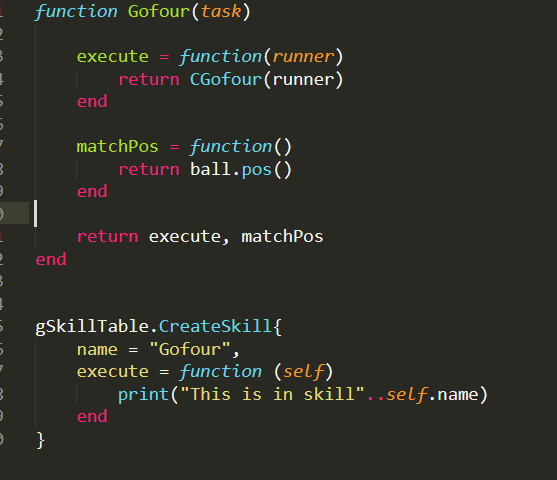 function Gofour(task)
execute = function(runner)
return CGofour(runner)
end
matchPos = function()
return ball.pos()
end
return execute, matchPos
end
gSkillTable.CreateSkill{
name = "Gofour",
execute = function (self)
print("This is in skill"..self.name)
end
}